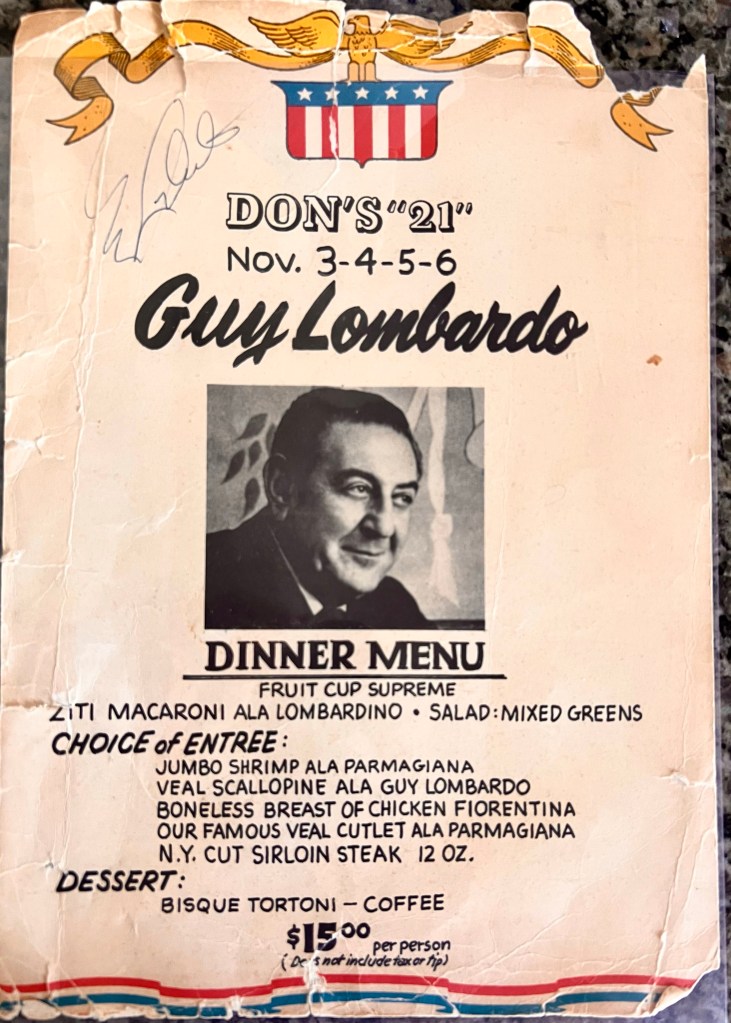 DON'S "21"
Nov. 3-4-5-6
Guy Lombardo
DINNER MENU
FRUIT CUP SUPREME
ZITI MACARONI ALA LOMBARDINO • SALAD: MIXED GREENS
CHOICE of ENTREE:
JUMBO SHRIMP ALA PARMAGIANA
VEAL SCALLOPINE ALA GUY LOMBARDO
BONELESS BREAST OF CHICKEN FIORENTINA
OUR FAMOUS VEAL CUTLET ALA PARMAGIANA
N.Y. CUT SIRLOIN STEAK 12 OZ.
DESSERT:
BISQUE TORTONI – COFFEE
$15.00 per person
(Does not include tax or tip)